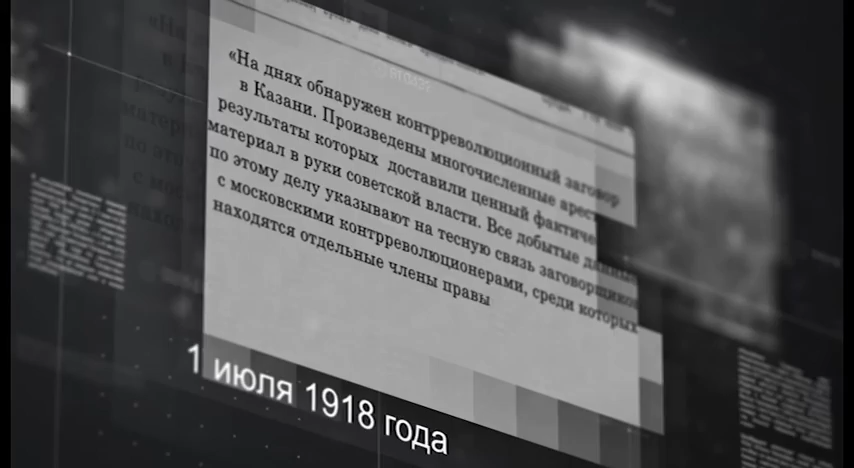 «На днях обнаружен контрреволюционный заговор
в Казани. Произведены многочисленные арест
результаты которых доставили ценный фактиче
материал в руки советской власти. Все добытые данные
по этому делу указывают на тесную связь заговорщиков
с московскими контрреволюционерами, среди которых
находятся отдельные члены правы
1 июля 1918 года